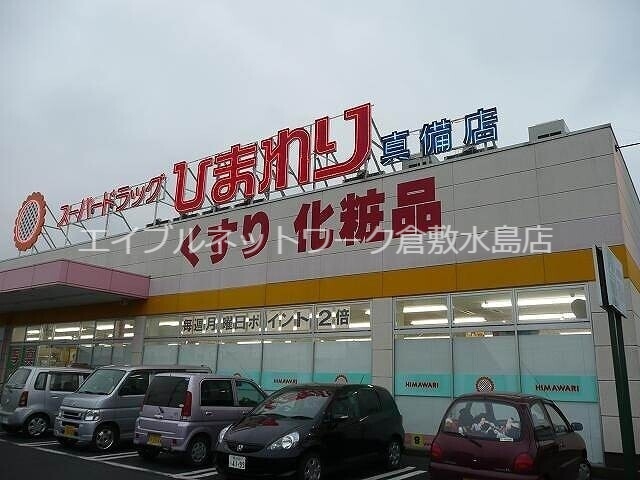 スーパードラッグ ひまわり 真備店
くすり 化粧品
エイブルネットワーク倉敷水島店
毎週月曜日ポイント2倍
HIMAWARI
HIMAWARI